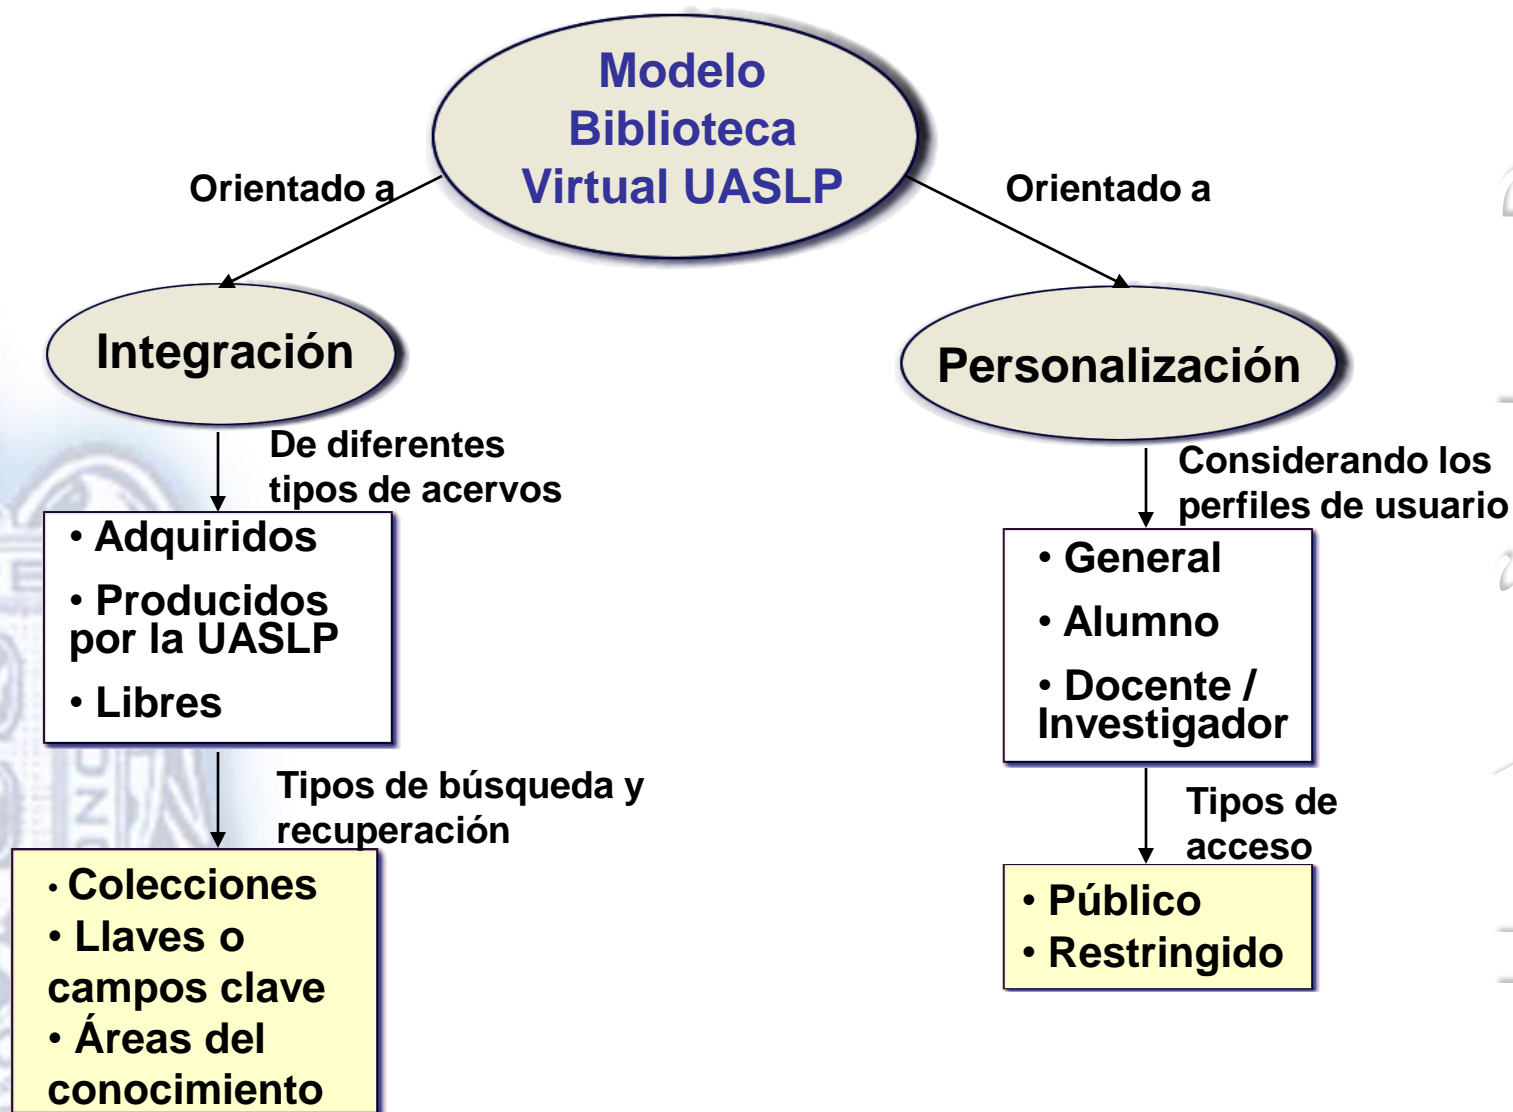 Modelo
Biblioteca
Virtual UASLP
Orientado a
Orientado a
Integración
Personalización
De diferentes
tipos de acervos
Considerando los
perfiles de usuario
• Adquiridos
• Producidos
por la UASLP
• Libres
• General
• Alumno
• Docente /
Investigador
Tipos de búsqueda y
recuperación
Tipos de
acceso
• Colecciones
• Llaves o
campos clave
• Áreas del
conocimiento
• Público
• Restringido